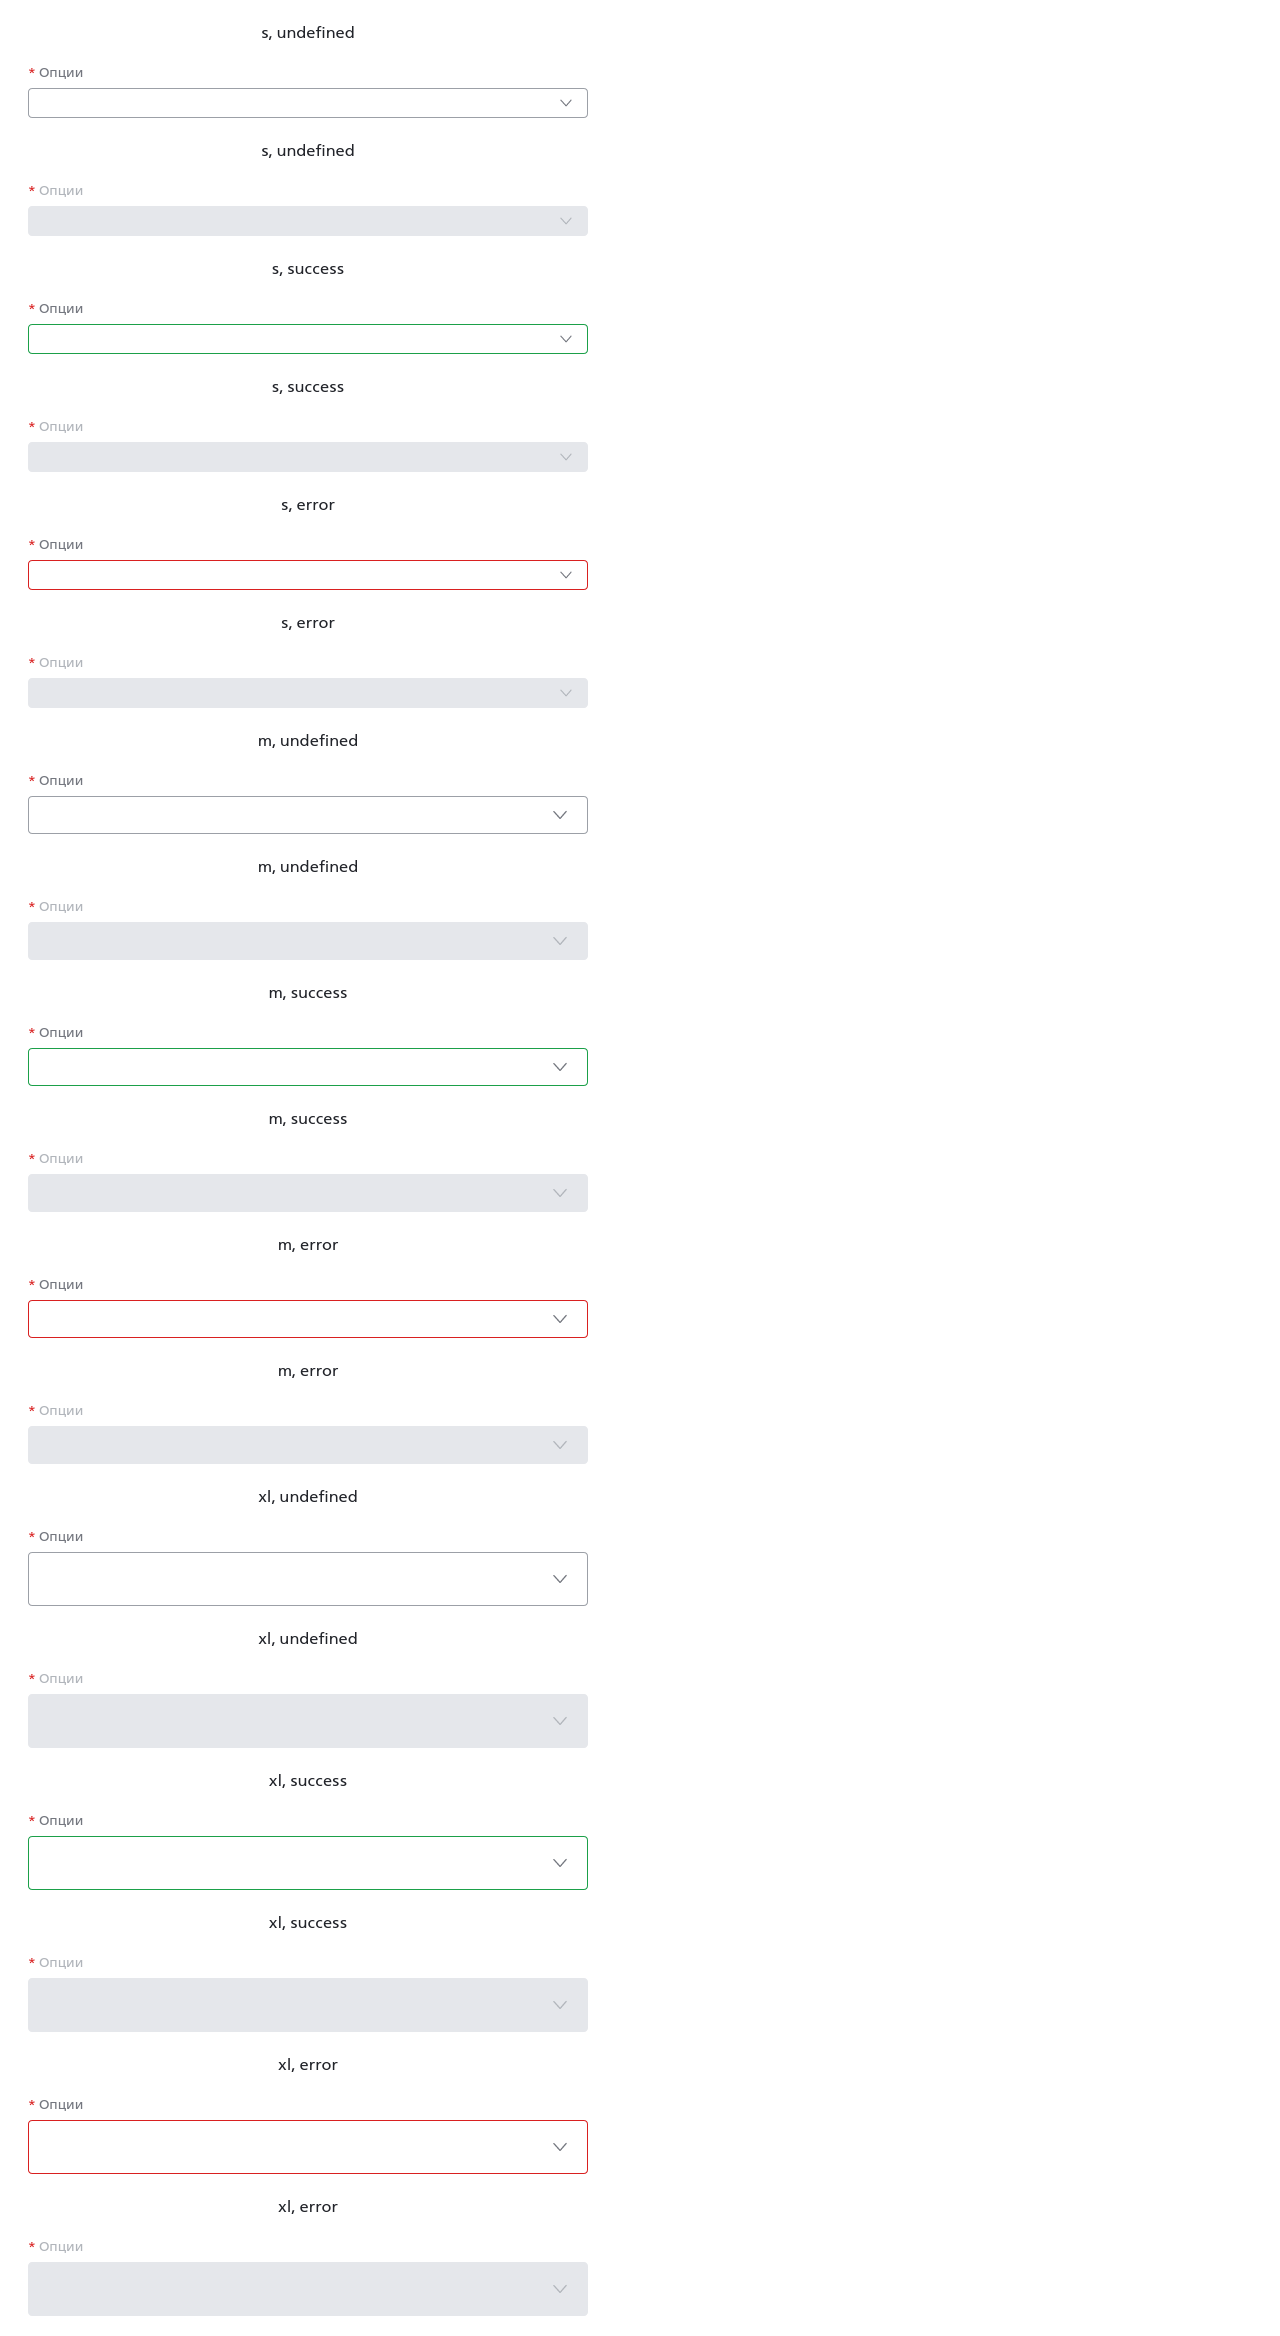 s, undefined
* Опции
s, undefined
* Опции
s, success
* Опции
s, success
* Опции
s, error
* Опции
s, error
* Опции
m, undefined
* Опции
m, undefined
* Опции
m, success
* Опции
m, success
* Опции
m, error
* Опции
m, error
* Опции
xl, undefined
* Опции
xl, undefined
* Опции
xl, success
* Опции
xl, success
* Опции
xl, error
* Опции
xl, error
* Опции